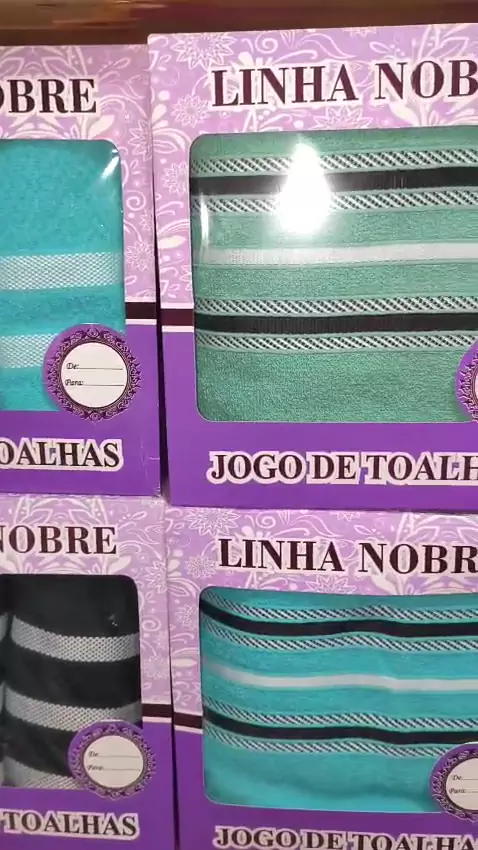 OBRE
De:
Para:
OALHAS
LINHA NOB
JOGO DE TOALH
NOBRE
De:
Para:
TOALHAS
LINHA NOBR
De:
Para:
JOGO DE TOALHA